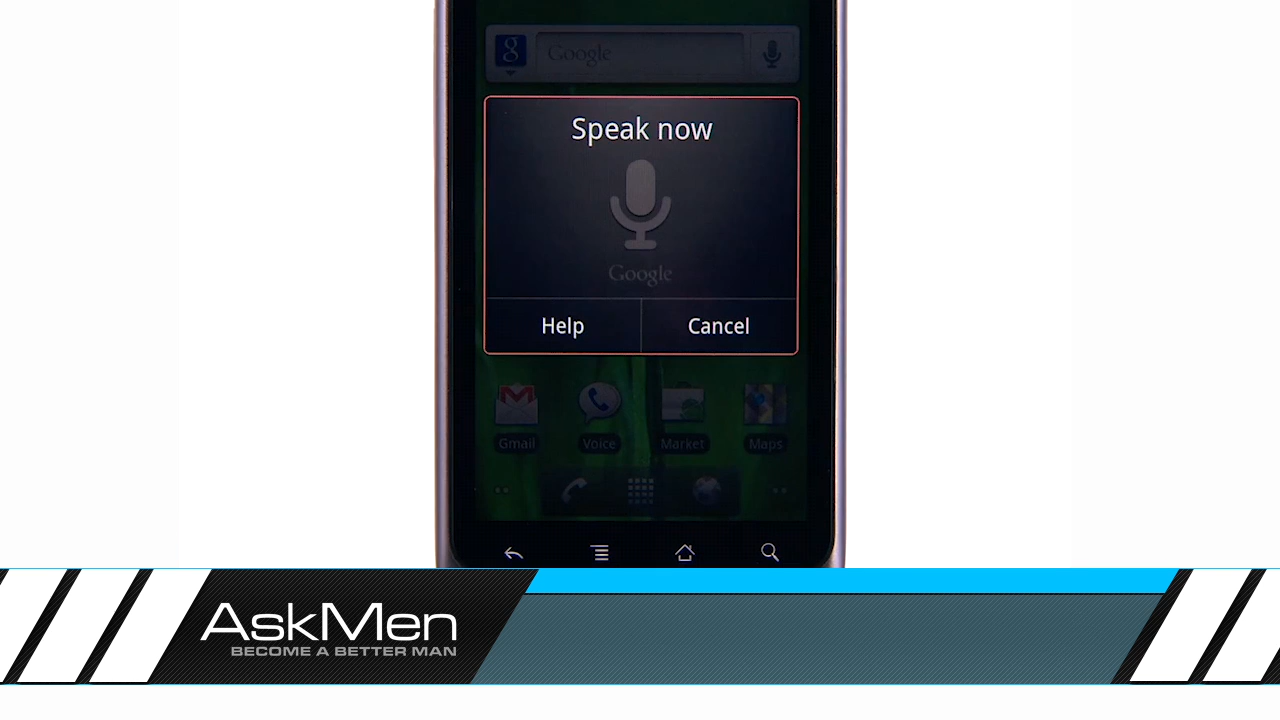 g Google
Speak now
Google
Help Cancel
Gmail Voice Market Maps
AskMen
BECOME A BETTER MAN